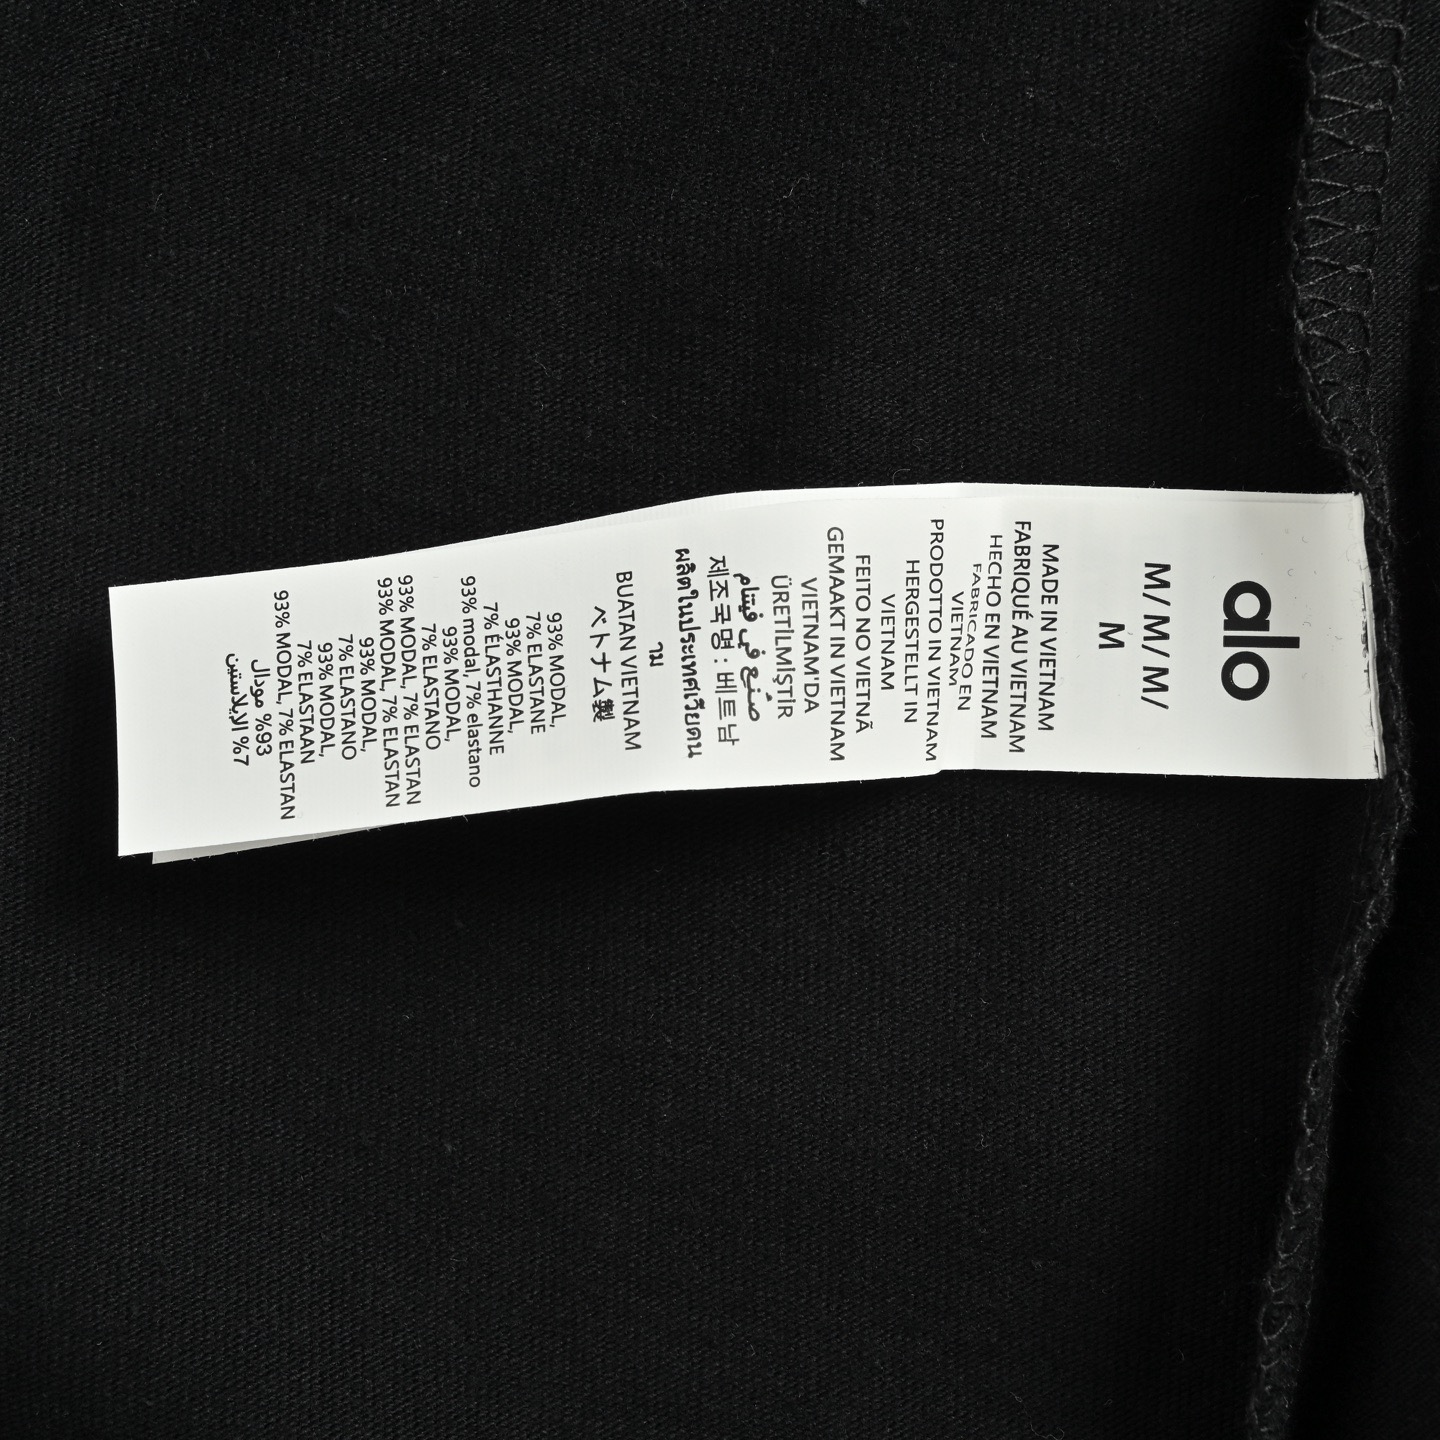 alo
M/ M/ M/
M
MADE IN VIETNAM
FABRIQUÉ AU VIETNAM
HECHO EN VIETNAM
FABRICADO EN
VIETNAM
PRODOTTO IN VIETNAM
HERGESTELLT IN
VIETNAM
FEITO NO VIETNÃ
GEMAAKT IN VIETNAM
VIETNAM'DA
ÜRETİLMİŞTİR
صُنع في فيتنام
제조국명 : 베트남
ผลิตในประเทศเวียดน
าม
BUATAN VIETNAM
ベトナム製
93% MODAL,
7% ELASTANE
93% MODAL,
7% ÉLASTHANNE
93% modal, 7% elastano
93% MODAL,
7% ELASTANO
93% MODAL, 7% ELASTAN
93% MODAL, 7% ELASTAN
93% MODAL,
7% ELASTANO
93% MODAL,
7% ELASTAAN
93% MODAL, 7% ELASTAN
93% مودال
7% الإيلاستين